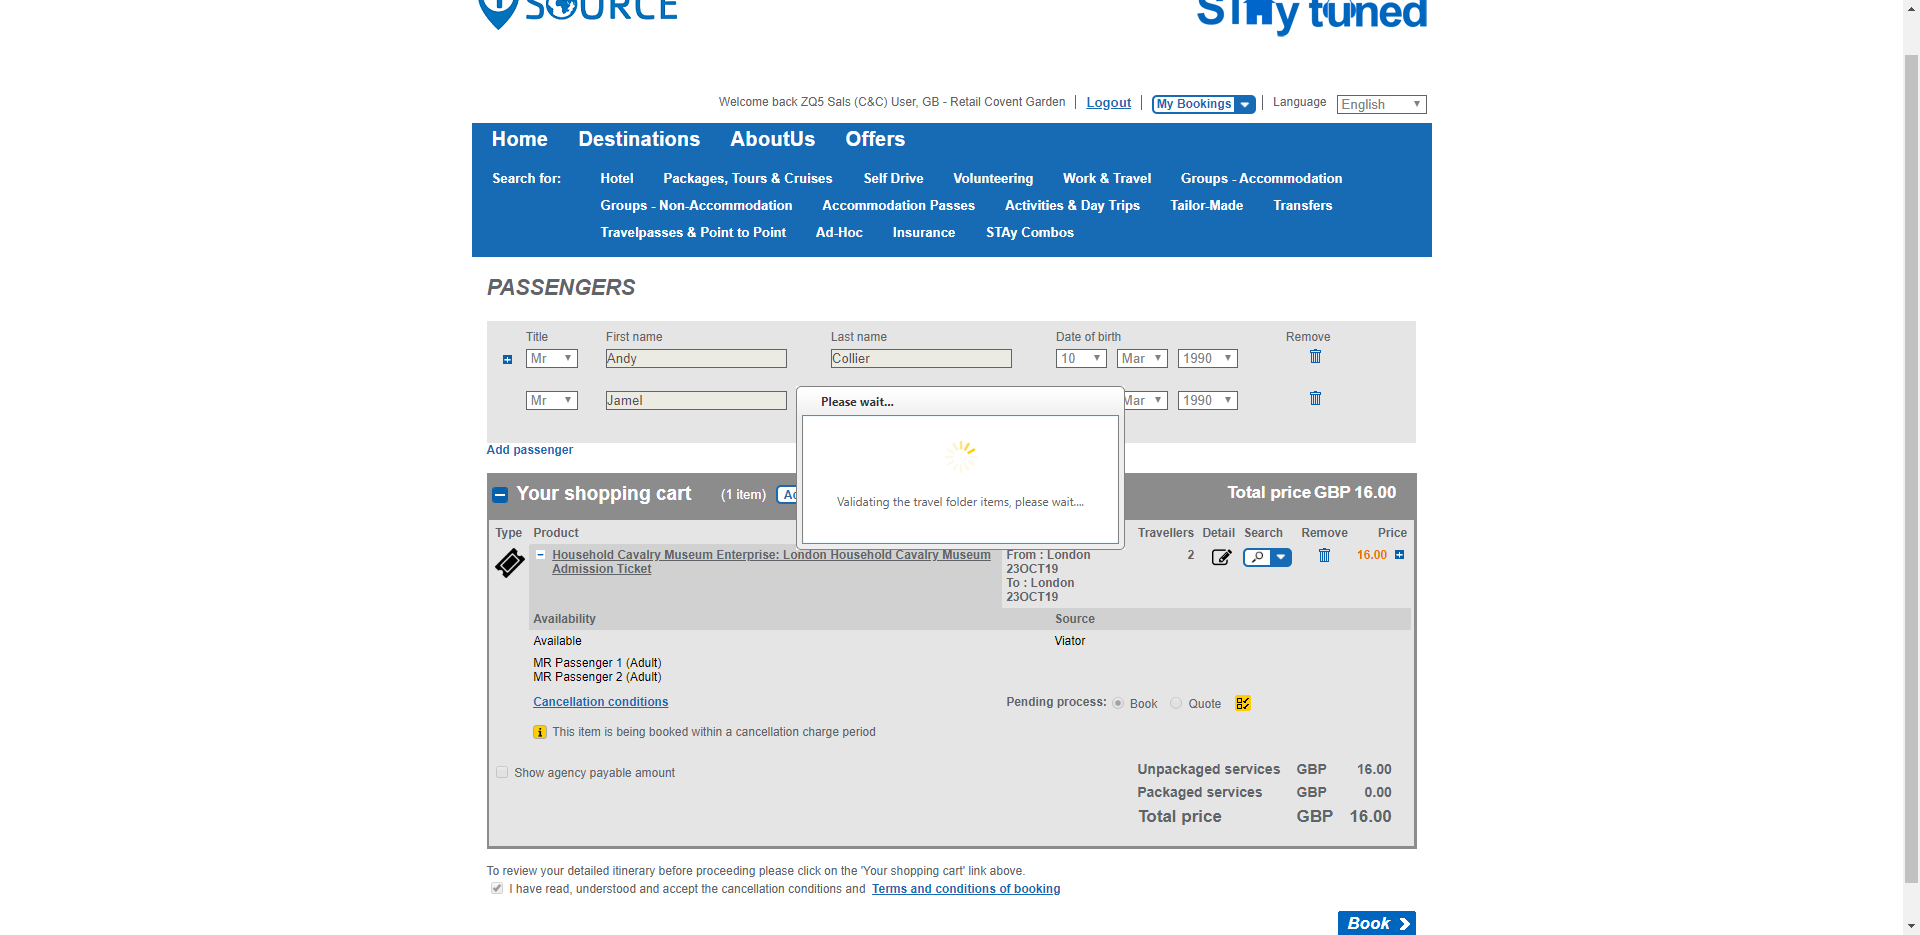 SOURCE
STAy tuned
Welcome back ZQ5 Sals (C&C) User, GB - Retail Covent Garden | Logout | My Bookings | Language English
Home Destinations AboutUs Offers
Search for: Hotel Packages, Tours & Cruises Self Drive Volunteering Work & Travel Groups - Accommodation
Groups - Non-Accommodation Accommodation Passes Activities & Day Trips Tailor-Made Transfers
Travelpasses & Point to Point Ad-Hoc Insurance STAy Combos
PASSENGERS
Title First name Last name Date of birth Remove
Mr Andy Collier 10 Mar 1990
Mr Jamel Mar 1990
Please wait...
Validating the travel folder items, please wait....
Add passenger
Your shopping cart (1 item) Total price GBP 16.00
Type Product Travellers Detail Search Remove Price
Household Cavalry Museum Enterprise: London Household Cavalry Museum From : London 2 16.00
Admission Ticket 23OCT19
To : London
23OCT19
Availability Source
Available Viator
MR Passenger 1 (Adult)
MR Passenger 2 (Adult)
Cancellation conditions Pending process: Book Quote
This item is being booked within a cancellation charge period
Show agency payable amount
Unpackaged services GBP 16.00
Packaged services GBP 0.00
Total price GBP 16.00
To review your detailed itinerary before proceeding please click on the 'Your shopping cart' link above.
I have read, understood and accept the cancellation conditions and Terms and conditions of booking
Book